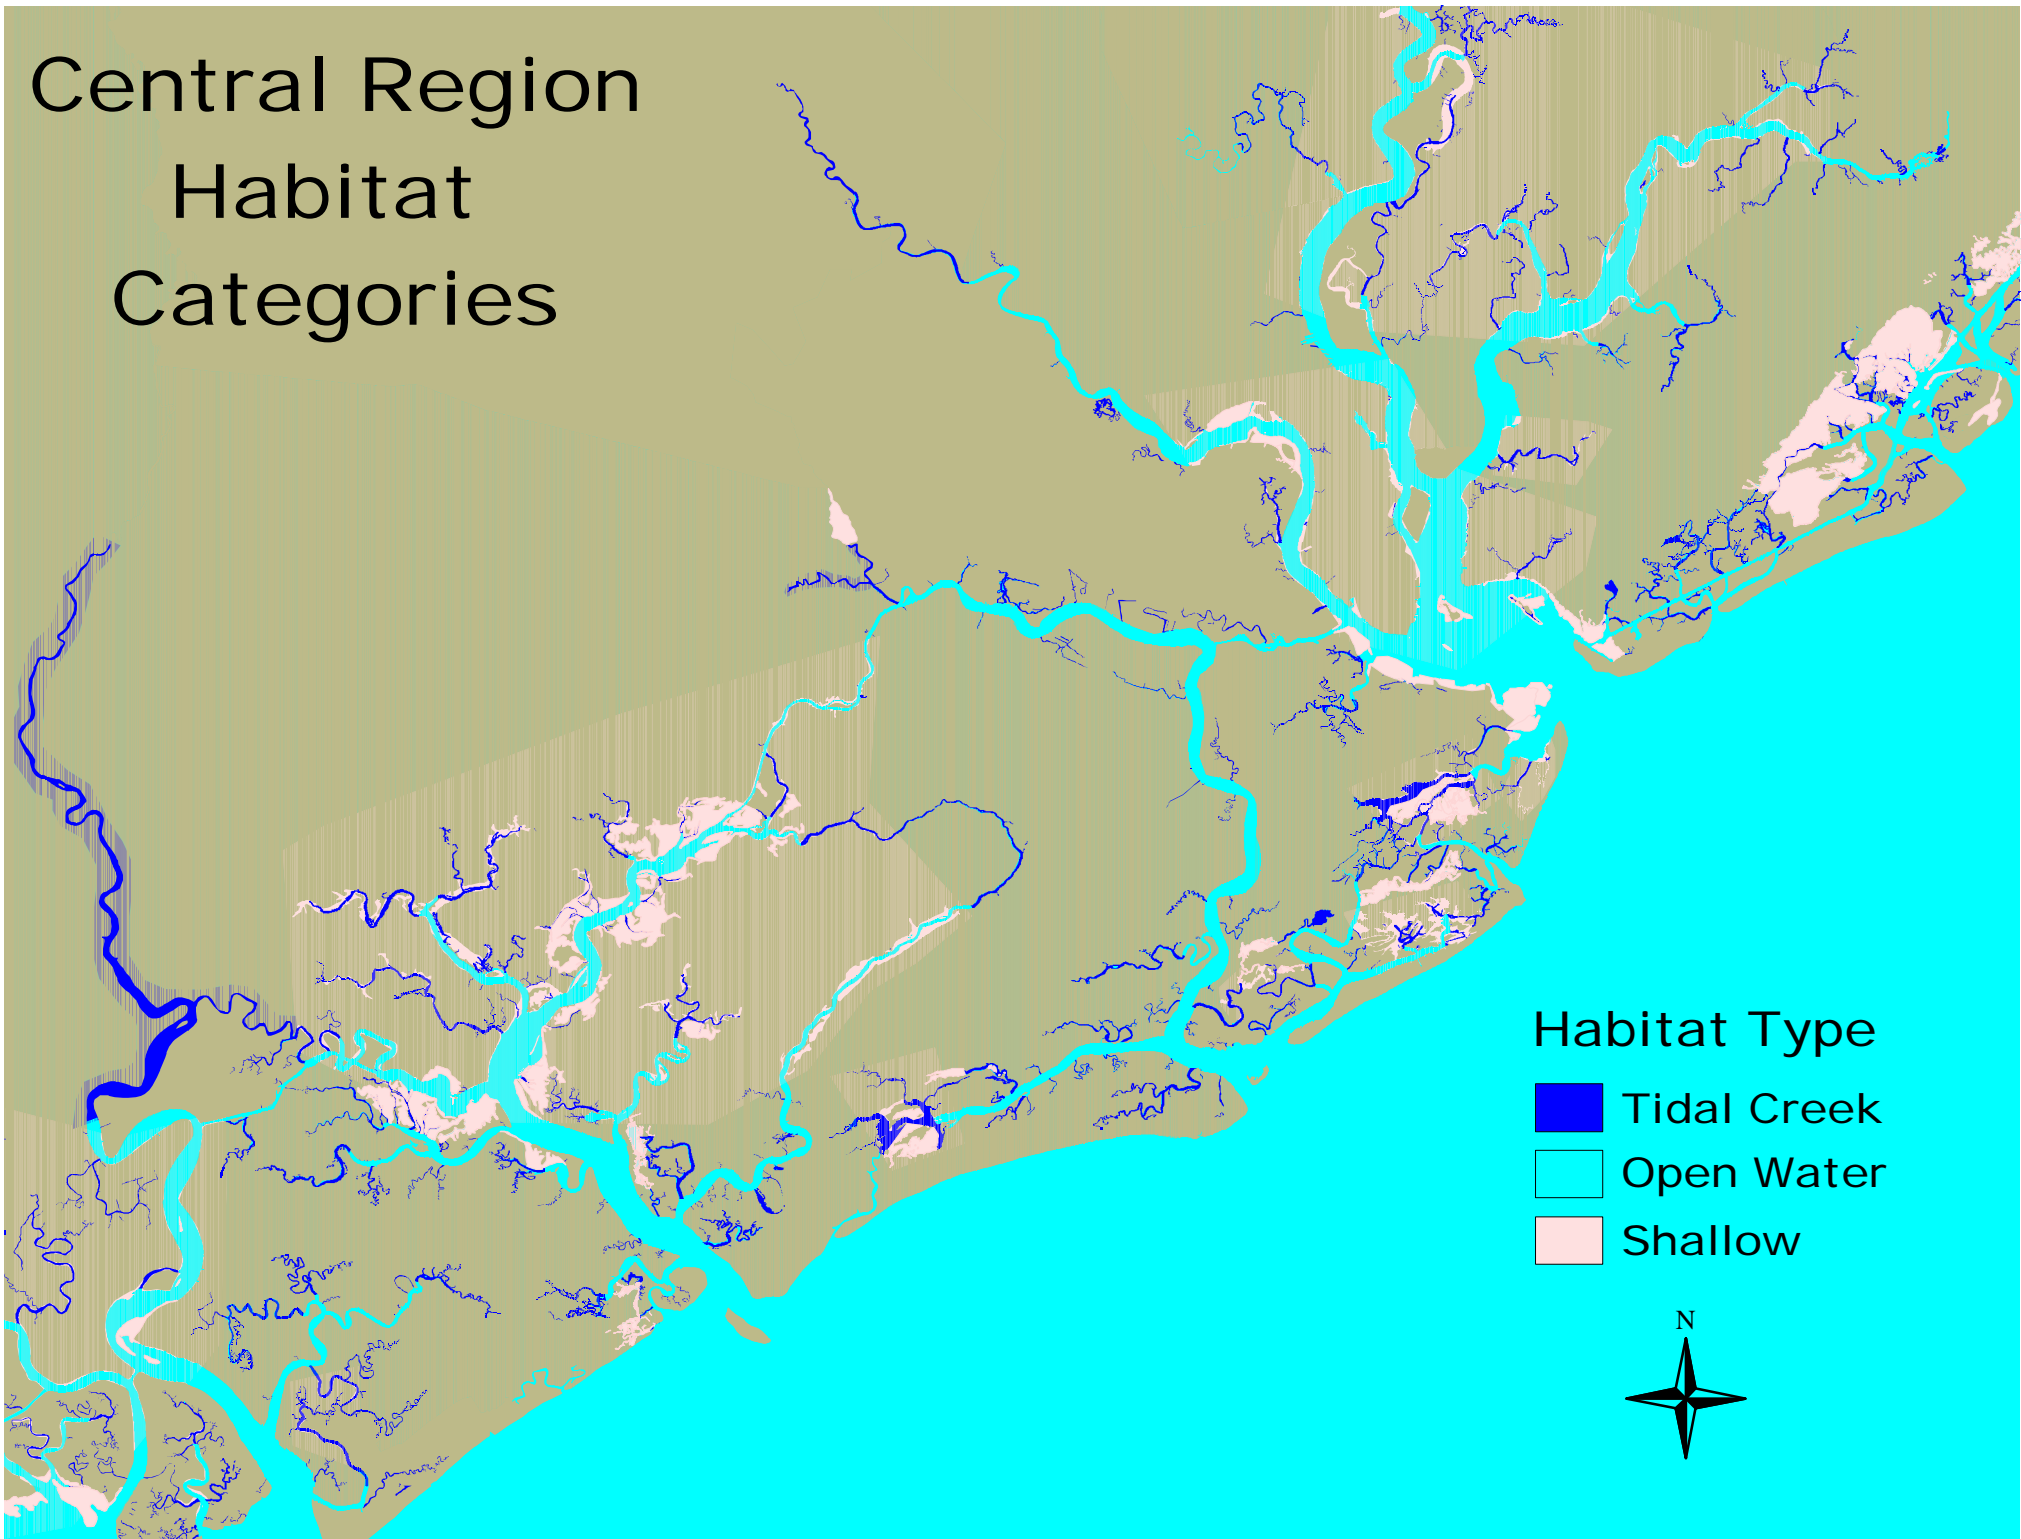 Central Region
Habitat
Categories
Habitat Type
Tidal Creek
Open Water
Shallow
N